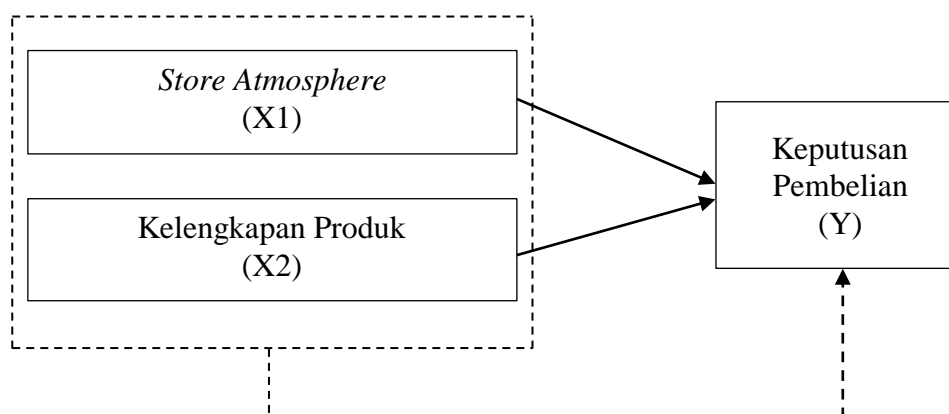 Store Atmosphere
(X1)
Kelengkapan Produk
(X2)
Keputusan
Pembelian
(Y)